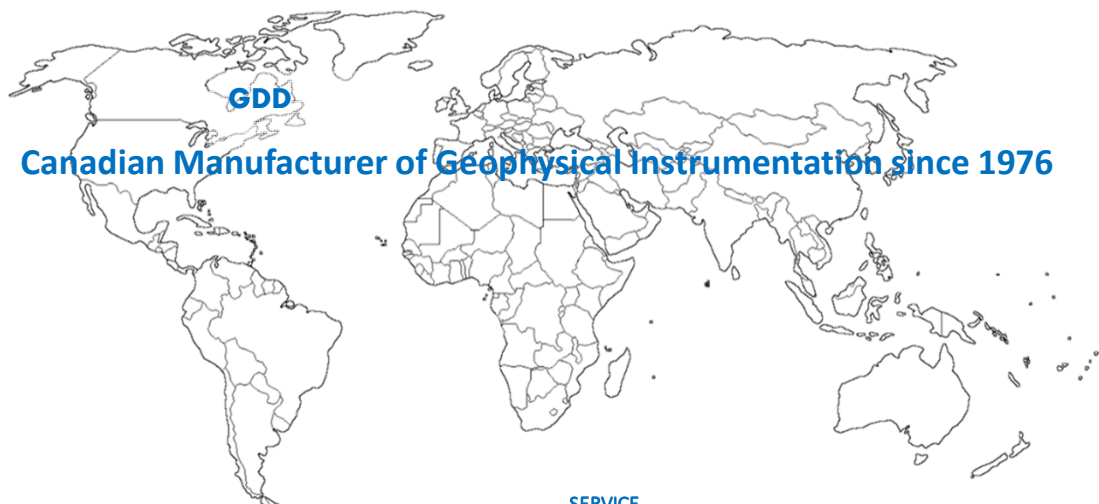 GDD
Canadian Manufacturer of Geophysical Instrumentation since 1976
SERVICE